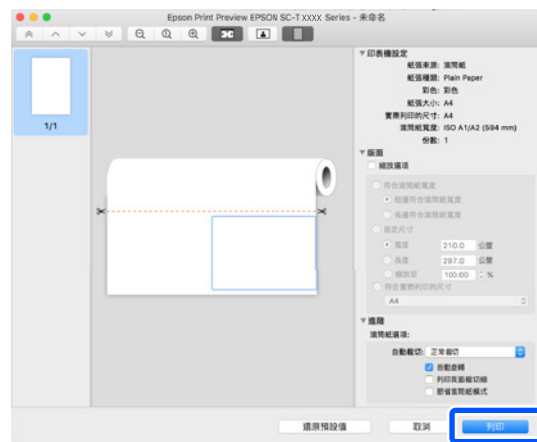 Epson Print Preview EPSON SC-T XXXX Series - 未命名
1/1
印表機設定
紙張來源: 滾筒紙
紙張種類: Plain Paper
彩色: 彩色
紙張大小: A4
實際列印的尺寸: A4
滾筒紙寬度: ISO A1/A2 (594 mm)
份數: 1
版面
縮放選項
符合滾筒紙寬度
短邊符合滾筒紙寬度
長邊符合滾筒紙寬度
指定尺寸
寬度 210.0 公釐
長度 297.0 公釐
縮放至 100.00 %
符合實際列印的尺寸
A4
進階
滾筒紙選項:
自動裁切: 正常裁切
自動旋轉
列印頁面裁切線
節省滾筒紙模式
還原預設值 取消 列印